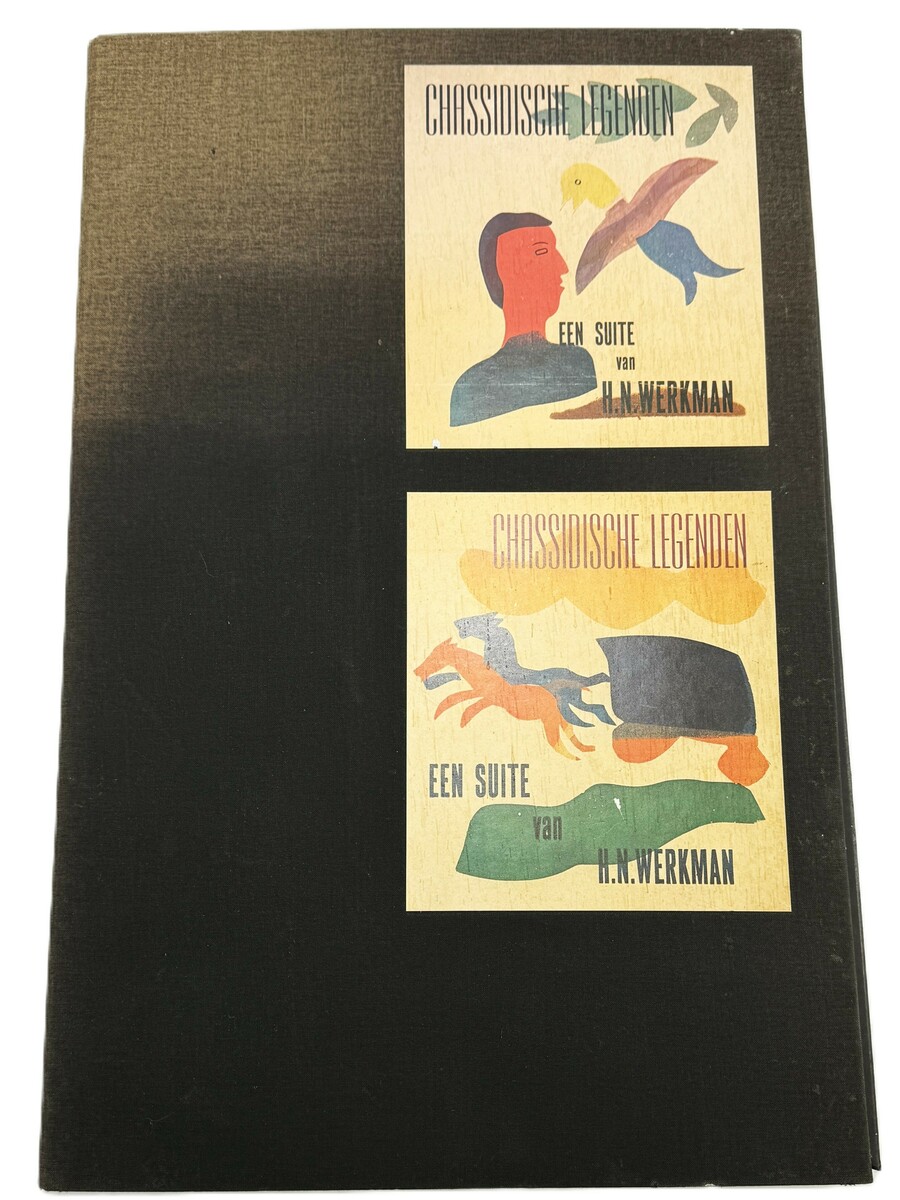 CHASSIDISCHE LEGENDEN
EEN SUITE
van
H.N.WERKMAN
CHASSIDISCHE LEGENDEN
EEN SUITE
van
H.N.WERKMAN